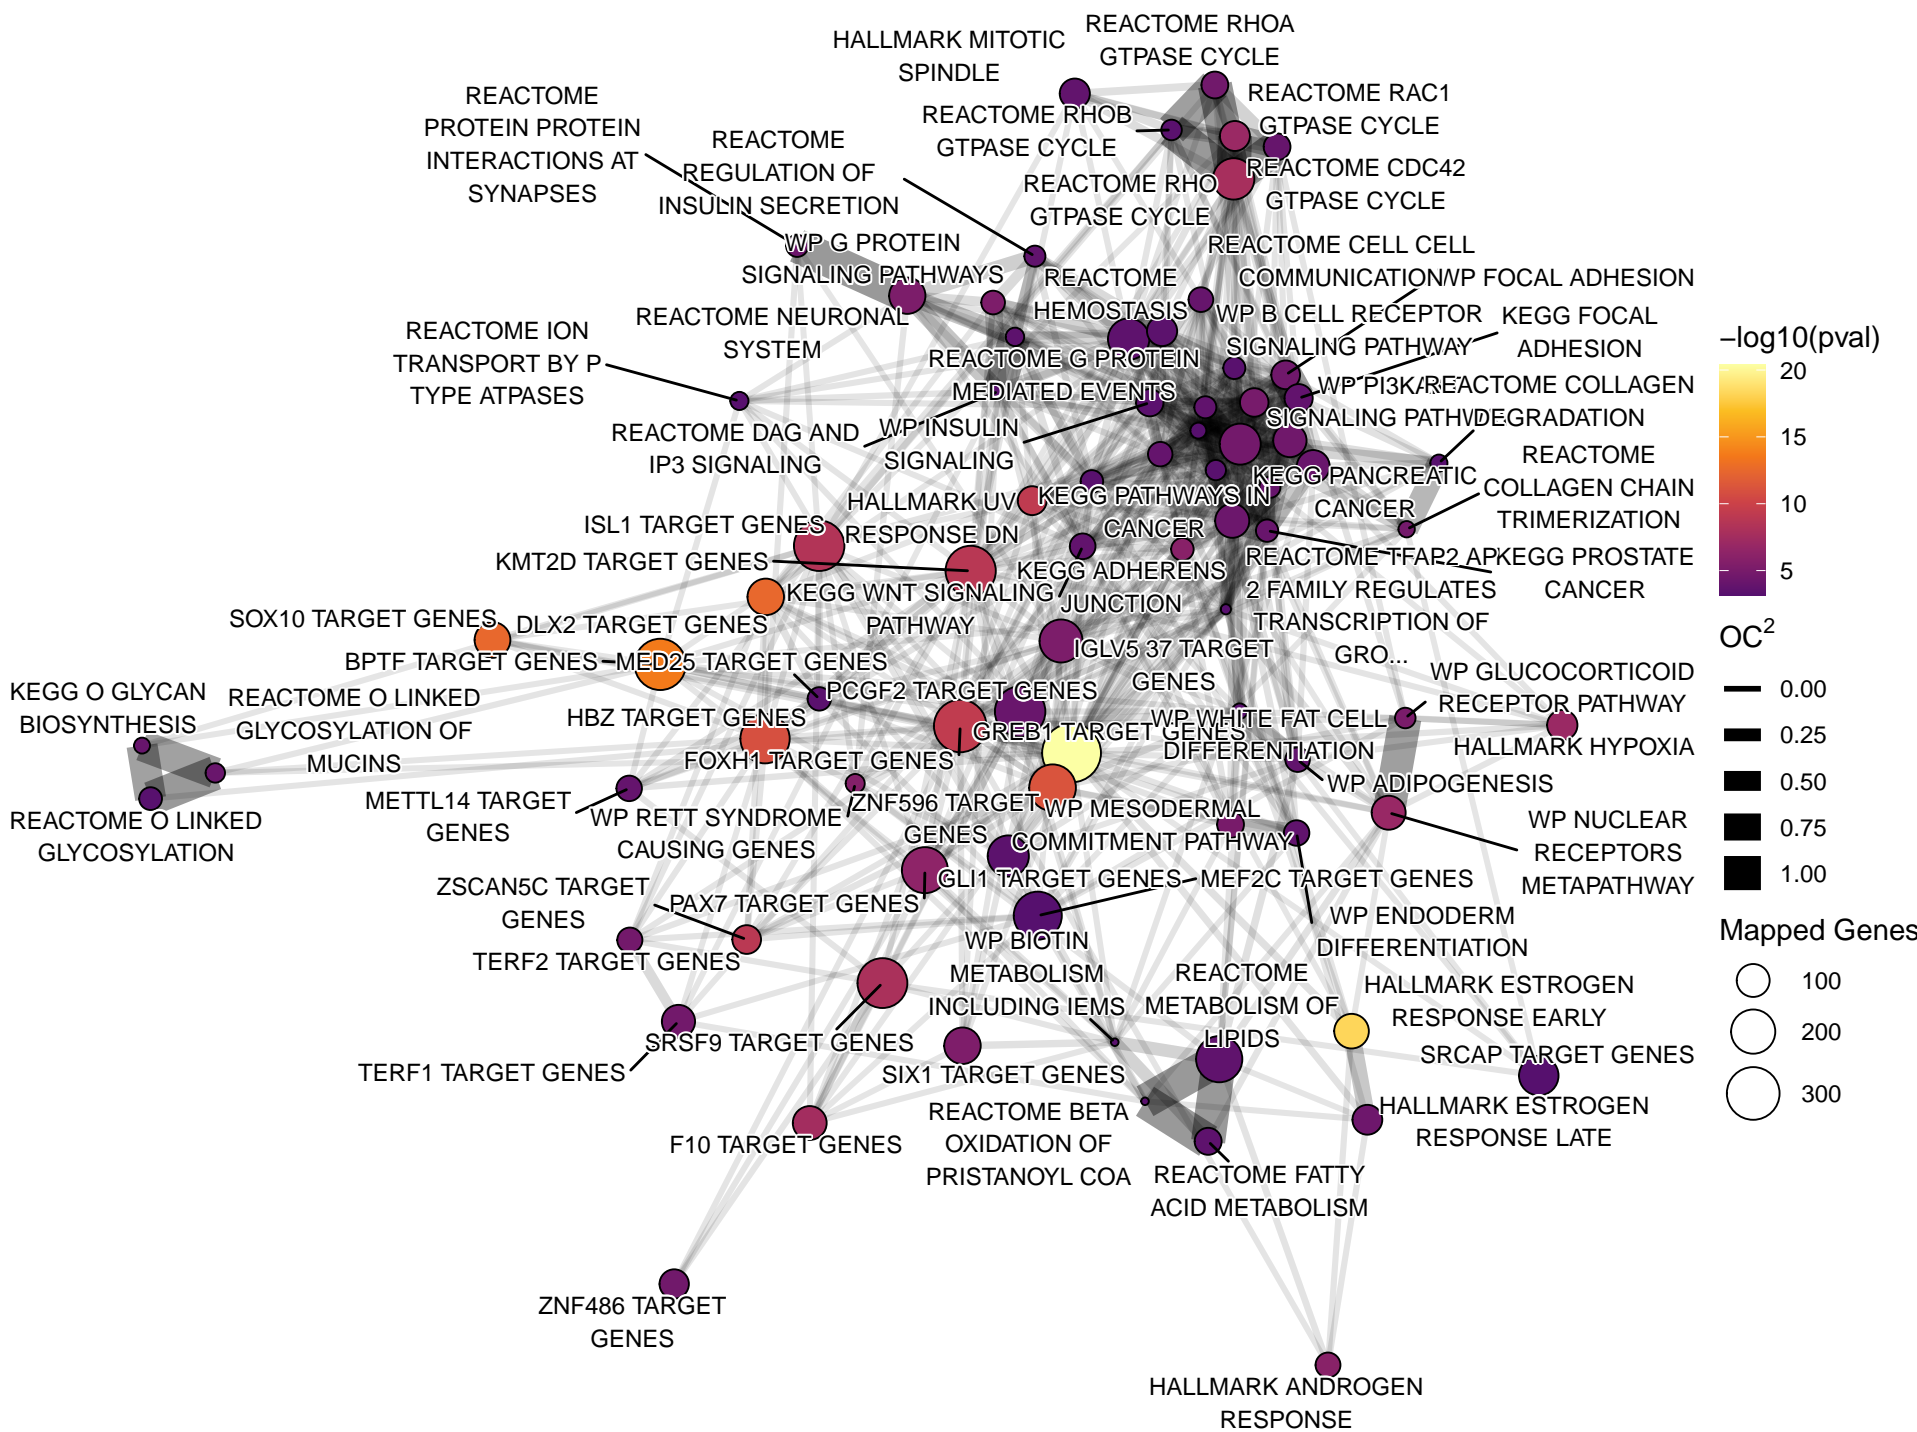 REACTOME RHOA
GTPASE CYCLE
HALLMARK MITOTIC
SPINDLE
REACTOME RAC1
GTPASE CYCLE
REACTOME
PROTEIN PROTEIN
INTERACTIONS AT
SYNAPSES
REACTOME RHOB
GTPASE CYCLE
REACTOME
REGULATION OF
INSULIN SECRETION
REACTOME CDC42
GTPASE CYCLE
REACTOME RHO
GTPASE CYCLE
WP G PROTEIN
SIGNALING PATHWAYS
REACTOME CELL CELL
COMMUNICATION
WP FOCAL ADHESION
REACTOME
HEMOSTASIS
REACTOME NEURONAL
SYSTEM
WP B CELL RECEPTOR
SIGNALING PATHWAY
KEGG FOCAL
ADHESION
REACTOME ION
TRANSPORT BY P
TYPE ATPASES
REACTOME G PROTEIN
MEDIATED EVENTS
WP PI3KA
SIGNALING PATHW
REACTOME COLLAGEN
DEGRADATION
REACTOME DAG AND
IP3 SIGNALING
WP INSULIN
SIGNALING
REACTOME
COLLAGEN CHAIN
TRIMERIZATION
KEGG PANCREATIC
CANCER
HALLMARK UV
RESPONSE DN
KEGG PATHWAYS IN
CANCER
ISL1 TARGET GENES
KMT2D TARGET GENES
REACTOME TFAP2 AP
2 FAMILY REGULATES
TRANSCRIPTION OF
GRO...
KEGG PROSTATE
CANCER
KEGG ADHERENS
JUNCTION
KEGG WNT SIGNALING
PATHWAY
SOX10 TARGET GENES
DLX2 TARGET GENES
BPTF TARGET GENES
MED25 TARGET GENES
IGLV5 37 TARGET
GENES
WP GLUCOCORTICOID
RECEPTOR PATHWAY
KEGG O GLYCAN
BIOSYNTHESIS
REACTOME O LINKED
GLYCOSYLATION OF
MUCINS
PCGF2 TARGET GENES
HBZ TARGET GENES
GREB1 TARGET GENES
WP WHITE FAT CELL
DIFFERENTIATION
HALLMARK HYPOXIA
FOXH1 TARGET GENES
WP ADIPOGENESIS
METTL14 TARGET
GENES
WP RETT SYNDROME
CAUSING GENES
ZNF596 TARGET
GENES
WP MESODERMAL
COMMITMENT PATHWAY
WP NUCLEAR
RECEPTORS
METAPATHWAY
REACTOME O LINKED
GLYCOSYLATION
GLI1 TARGET GENES
MEF2C TARGET GENES
ZSCAN5C TARGET
GENES
PAX7 TARGET GENES
WP ENDODERM
DIFFERENTIATION
WP BIOTIN
METABOLISM
INCLUDING IEMS
TERF2 TARGET GENES
REACTOME
METABOLISM OF
LIPIDS
HALLMARK ESTROGEN
RESPONSE EARLY
SRSF9 TARGET GENES
SRCAP TARGET GENES
TERF1 TARGET GENES
SIX1 TARGET GENES
HALLMARK ESTROGEN
RESPONSE LATE
REACTOME BETA
OXIDATION OF
PRISTANOYL COA
F10 TARGET GENES
REACTOME FATTY
ACID METABOLISM
ZNF486 TARGET
GENES
HALLMARK ANDROGEN
RESPONSE
−log10(pval)
20
15
10
5
OC²
0.00
0.25
0.50
0.75
1.00
Mapped Genes
100
200
300